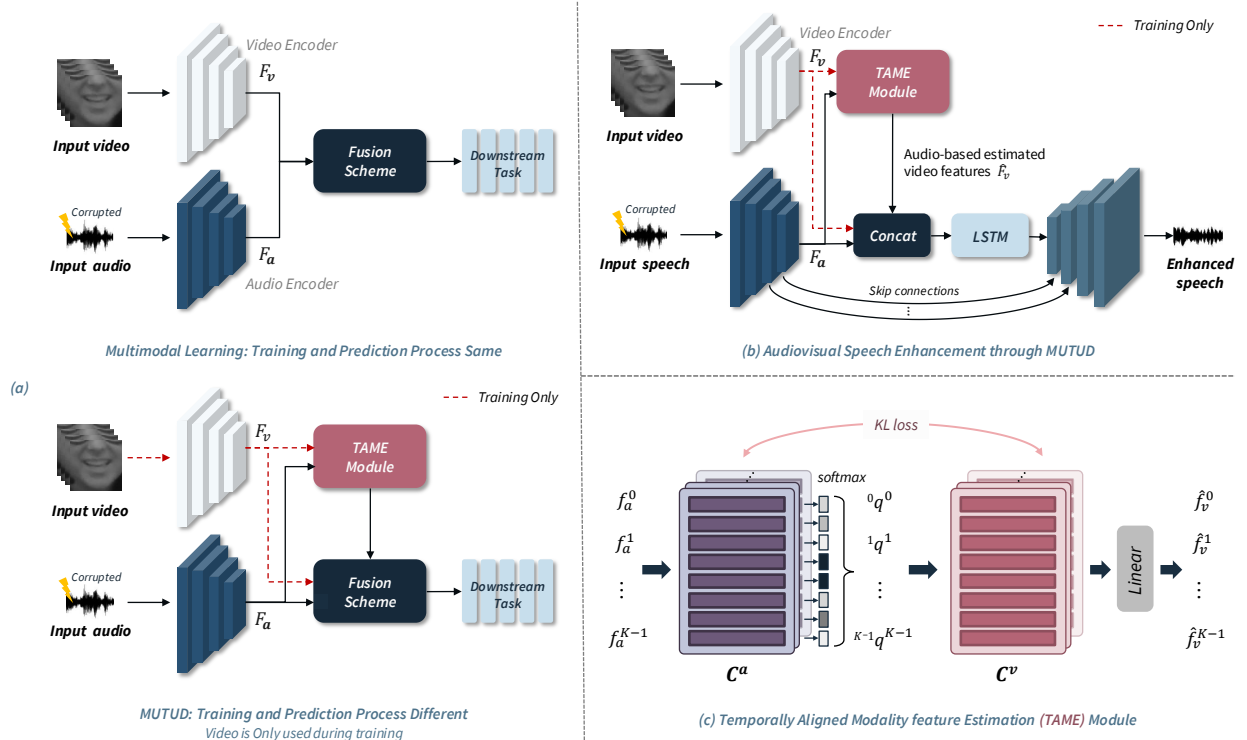 Video Encoder
F_v
Input video
Fusion
Scheme
Downstream
Task
Corrupted
Input audio
F_a
Audio Encoder
Multimodal Learning: Training and Prediction Process Same
(a)
Training Only
F_v
TAME
Module
Input video
Corrupted
Input audio
F_a
Fusion
Scheme
Downstream
Task
MUTUD: Training and Prediction Process Different
Video is Only used during training
Training Only
Video Encoder
F_v
TAME
Module
Input video
Audio-based estimated
video features F̂_v
Corrupted
Input speech
F_a
Concat
LSTM
Enhanced
speech
Skip connections
⋮
(b) Audiovisual Speech Enhancement through MUTUD
KL loss
softmax
f_a^0
f_a^1
⋮
f_a^{K-1}
C^a
^0q^0
^1q^1
⋮
^{K-1}q^{K-1}
C^v
Linear
f̂_v^0
f̂_v^1
⋮
f̂_v^{K-1}
(c) Temporally Aligned Modality feature Estimation (TAME) Module